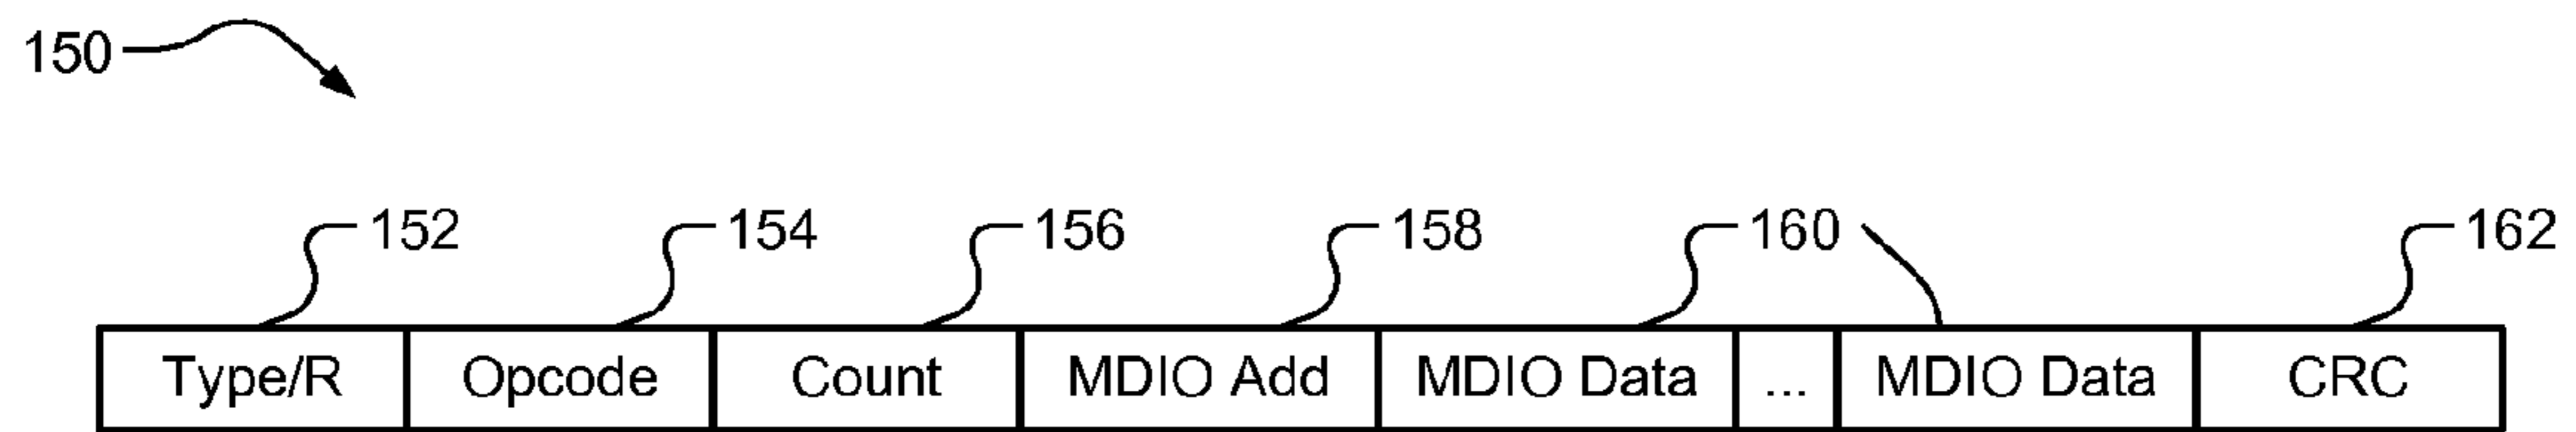 150
152 154 156 158 160 162
Type/R Opcode Count MDIO Add MDIO Data ... MDIO Data CRC